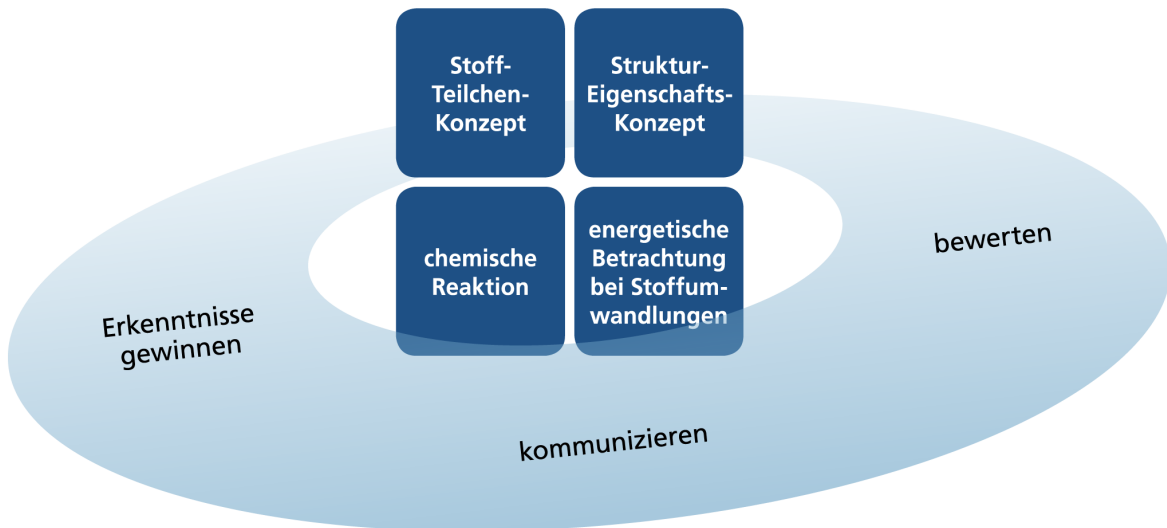 Stoff-
Teilchen-
Konzept
Struktur-
Eigenschafts-
Konzept
chemische
Reaktion
energetische
Betrachtung
bei Stoffum-
wandlungen
bewerten
Erkenntnisse
gewinnen
kommunizieren